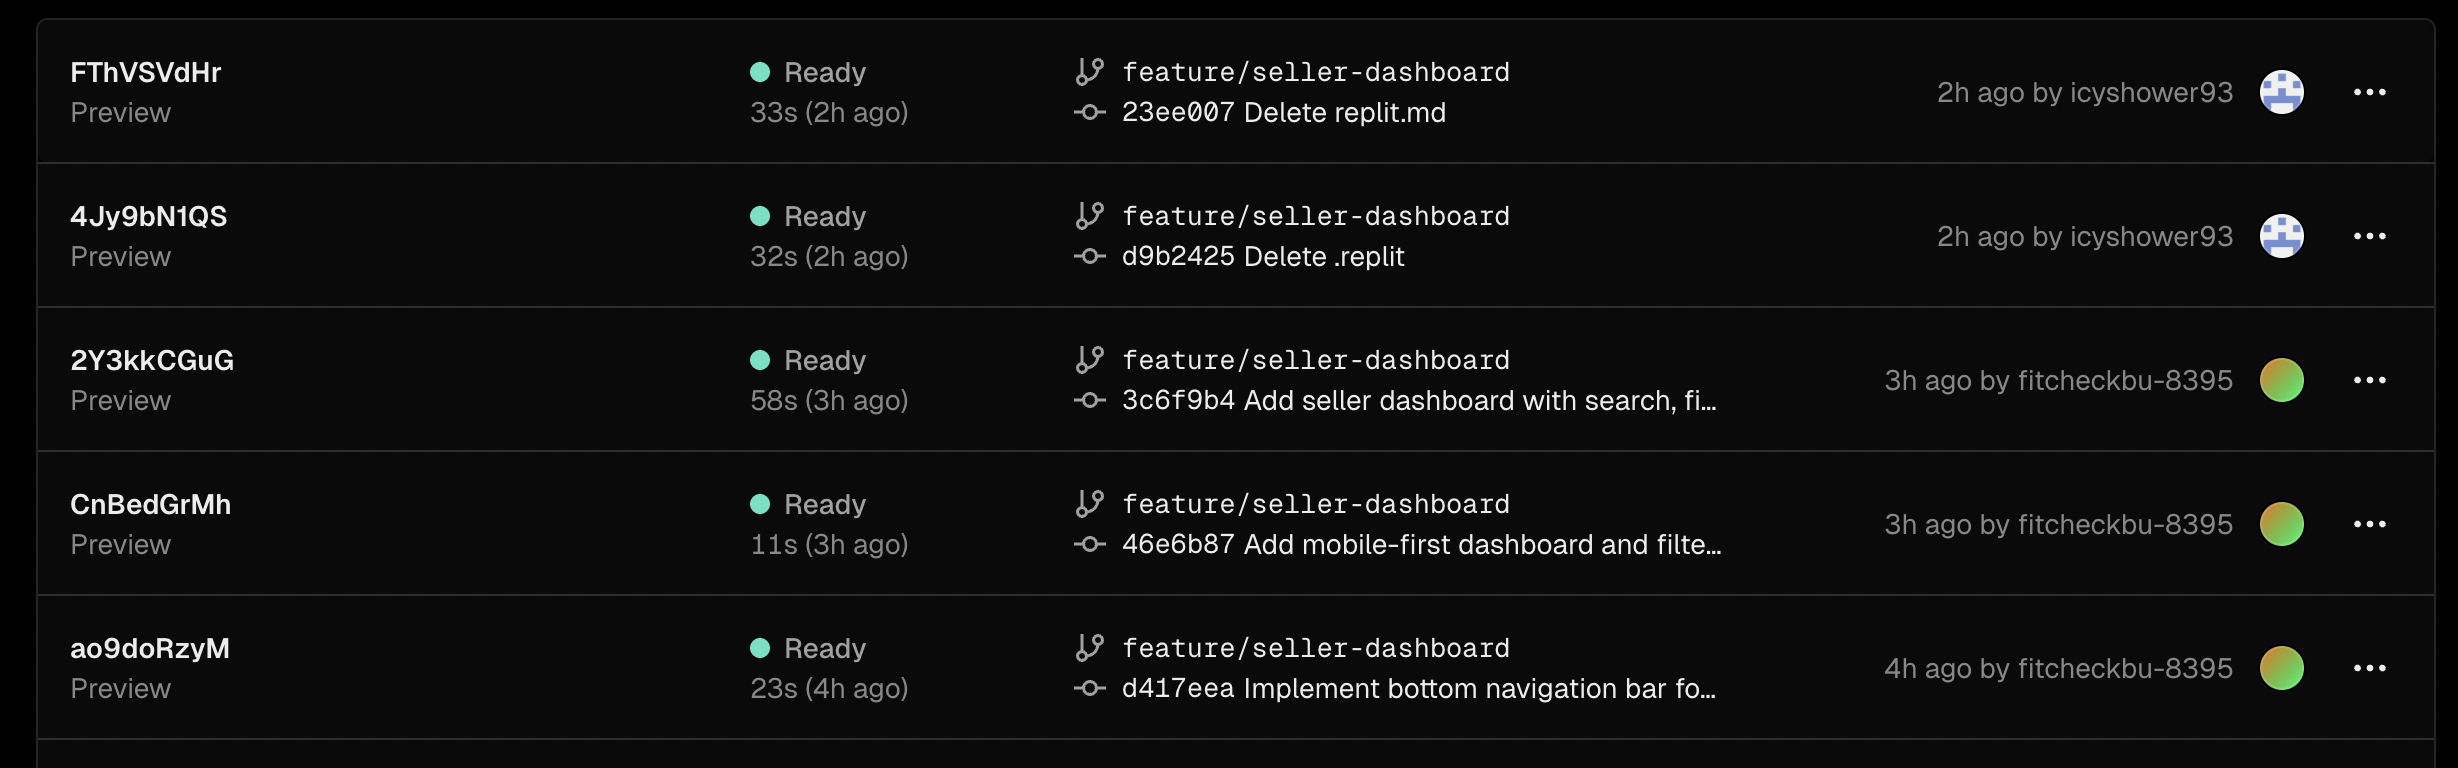 FThVSVdHr
Preview
Ready
33s (2h ago)
feature/seller-dashboard
23ee007 Delete replit.md
2h ago by icyshower93
4Jy9bN1QS
Preview
Ready
32s (2h ago)
feature/seller-dashboard
d9b2425 Delete .replit
2h ago by icyshower93
2Y3kkCGuG
Preview
Ready
58s (3h ago)
feature/seller-dashboard
3c6f9b4 Add seller dashboard with search, fi...
3h ago by fitcheckbu-8395
CnBedGrMh
Preview
Ready
11s (3h ago)
feature/seller-dashboard
46e6b87 Add mobile-first dashboard and filte...
3h ago by fitcheckbu-8395
ao9doRzyM
Preview
Ready
23s (4h ago)
feature/seller-dashboard
d417eea Implement bottom navigation bar fo...
4h ago by fitcheckbu-8395